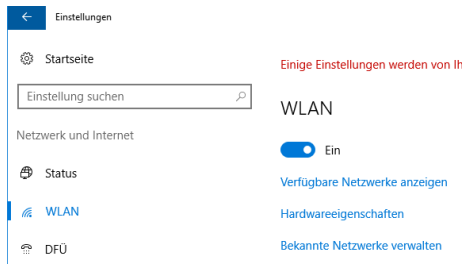 Einstellungen
Startseite
Einstellung suchen
Netzwerk und Internet
Status
WLAN
DFÜ
Einige Einstellungen werden von Ih
WLAN
Ein
Verfügbare Netzwerke anzeigen
Hardwareeigenschaften
Bekannte Netzwerke verwalten